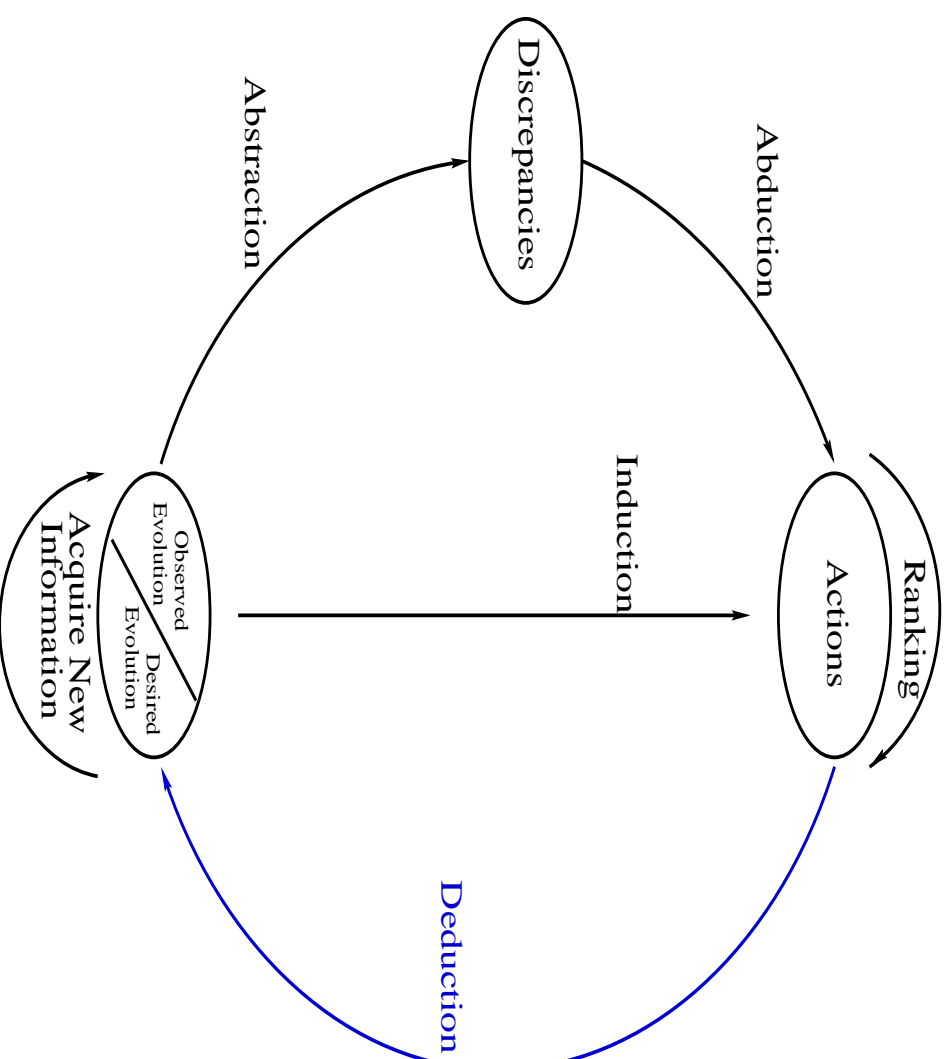 Ranking
Actions
Abduction
Induction
Discrepancies
Deduction
Abstraction
Observed
Evolution
Desired
Evolution
Acquire New
Information